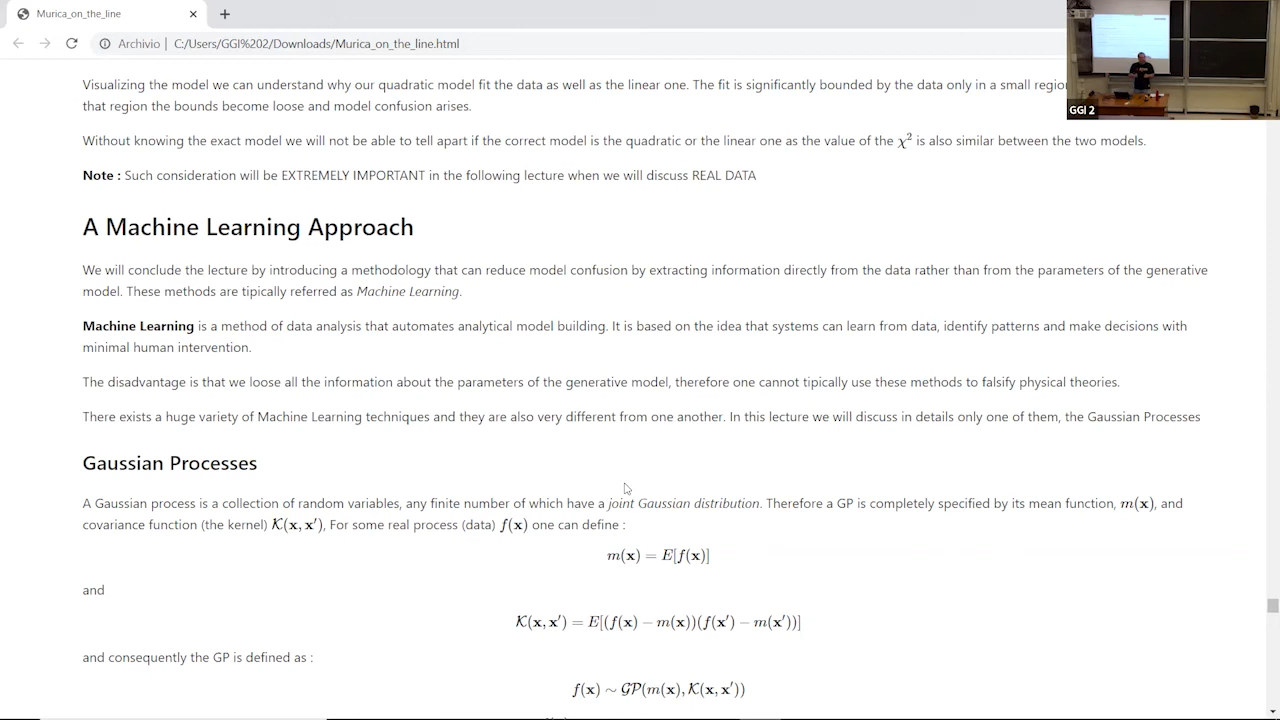 Murica_on_the_line
Archivio | C:/Users/GGI%202/Downloads/Murica_on_the_line.html
Visualizing the model we can understand why our quadratic the data as well as the linear one. The fit is significantly bounded by the data only in a small
that region the bounds become loose and model confusion arises.
Without knowing the exact model we will not be able to tell apart if the correct model is the quadratic or the linear one as the value of the χ² is also similar between the two models.
Note : Such consideration will be EXTREMELY IMPORTANT in the following lecture when we will discuss REAL DATA
A Machine Learning Approach
We will conclude the lecture by introducing a methodology that can reduce model confusion by extracting information directly from the data rather than from the parameters of the generative
model. These methods are tipically referred as Machine Learning.
Machine Learning is a method of data analysis that automates analytical model building. It is based on the idea that systems can learn from data, identify patterns and make decisions with
minimal human intervention.
The disadvantage is that we loose all the information about the parameters of the generative model, therefore one cannot tipically use these methods to falsify physical theories.
There exists a huge variety of Machine Learning techniques and they are also very different from one another. In this lecture we will discuss in details only one of them, the Gaussian Processes
Gaussian Processes
A Gaussian process is a collection of random variables, any finite number of which have a joint Gaussian distribution. Therefore a GP is completely specified by its mean function, m(x), and
covariance function (the kernel) K(x, x′), For some real process (data) f(x) one can define :
m(x) = E[f(x)]
and
K(x, x′) = E[(f(x) − m(x))(f(x′) − m(x′))]
and consequently the GP is defined as :
f(x) ∼ GP(m(x), K(x, x′))
GGI 2